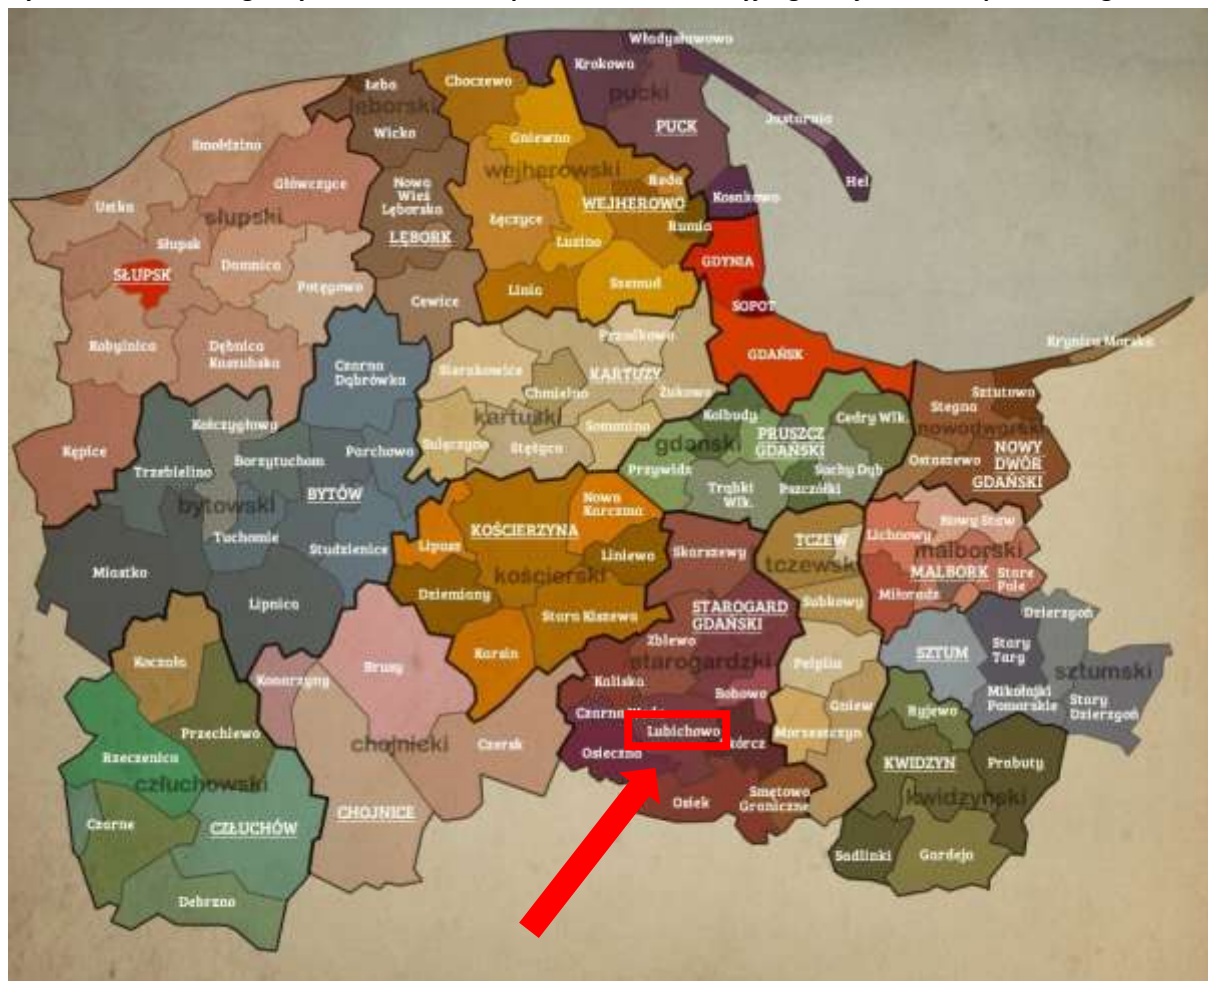 Władysławowo
Krokowa
Choczewo
Łeba
lęborski
pucki
Wicko
PUCK
Jastarnia
Smołdzino
Gniewno
wejherowski
Główczyce
Nowa
Wieś
Lęborska
Reda
Hel
Kosakowo
Ustka
słupski
WEJHEROWO
Łęczyce
Rumia
Słupsk
LĘBORK
Luzino
SŁUPSK
Damnica
GDYNIA
Potęgowo
Linia
Szemud
Cewice
SOPOT
Kobylnica
Dębnica
Kaszubska
Przodkowo
Krynica Morska
GDAŃSK
Czarna
Dąbrówka
Sierakowice
KARTUZY
Chmielno
Żukowo
Sztutowo
Stegna
kartuski
Kolbudy
Cedry Wlk.
Kołczygłowy
Somonino
nowodworski
PRUSZCZ
GDAŃSKI
gdański
Sulęczyno
Stężyca
Kępice
Parchowo
Borzytuchom
NOWY
DWÓR
GDAŃSKI
Ostaszewo
Trzebielino
Przywidz
Suchy Dąb
Trąbki
Wlk.
Pszczółki
BYTÓW
bytowski
Nowa
Karczma
KOŚCIERZYNA
Nowy Staw
Tuchomie
Lichnowy
TCZEW
Lipusz
Studzienice
Liniewo
Skarszewy
malborski
tczewski
MALBORK
Stare
Pole
Miastko
kościerski
Dziemiany
Miłoradz
Lipnica
Subkowy
STAROGARD
GDAŃSKI
Stara Kiszewa
Dzierzgoń
Zblewo
SZTUM
Stary
Targ
Karsin
Koczała
Brusy
starogardzki
Pelplin
sztumski
Konarzyny
Kaliska
Bobowo
Mikołajki
Pomorskie
Stary
Dzierzgoń
Gniew
Ryjewo
Czarna Woda
Lubichowo
Przechlewo
Morzeszczyn
chojnicki
Czersk
Skórcz
Osieczna
Rzeczenica
KWIDZYN
Prabuty
człuchowski
Smętowo
Graniczne
Osiek
kwidzyński
CHOJNICE
Czarne
CZŁUCHÓW
Sadlinki
Gardeja
Debrzno